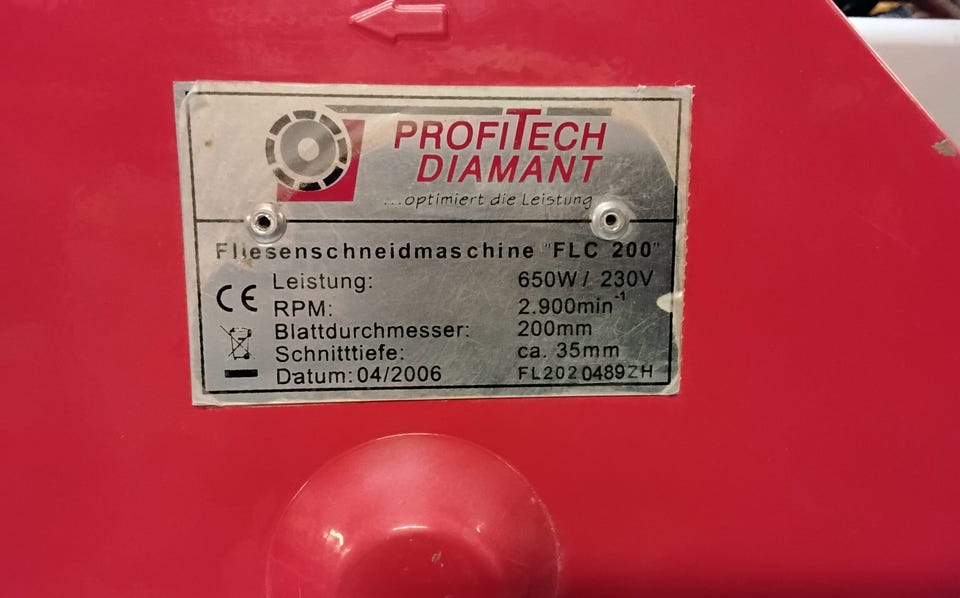 PROFITECH
DIAMANT
...optimiert die Leistung
Fliesenschneidmaschine "FLC 200"
Leistung: 650W / 230V
RPM: 2.900min⁻¹
Blattdurchmesser: 200mm
Schnitttiefe: ca. 35mm
Datum: 04/2006 FL2020489ZH
CE